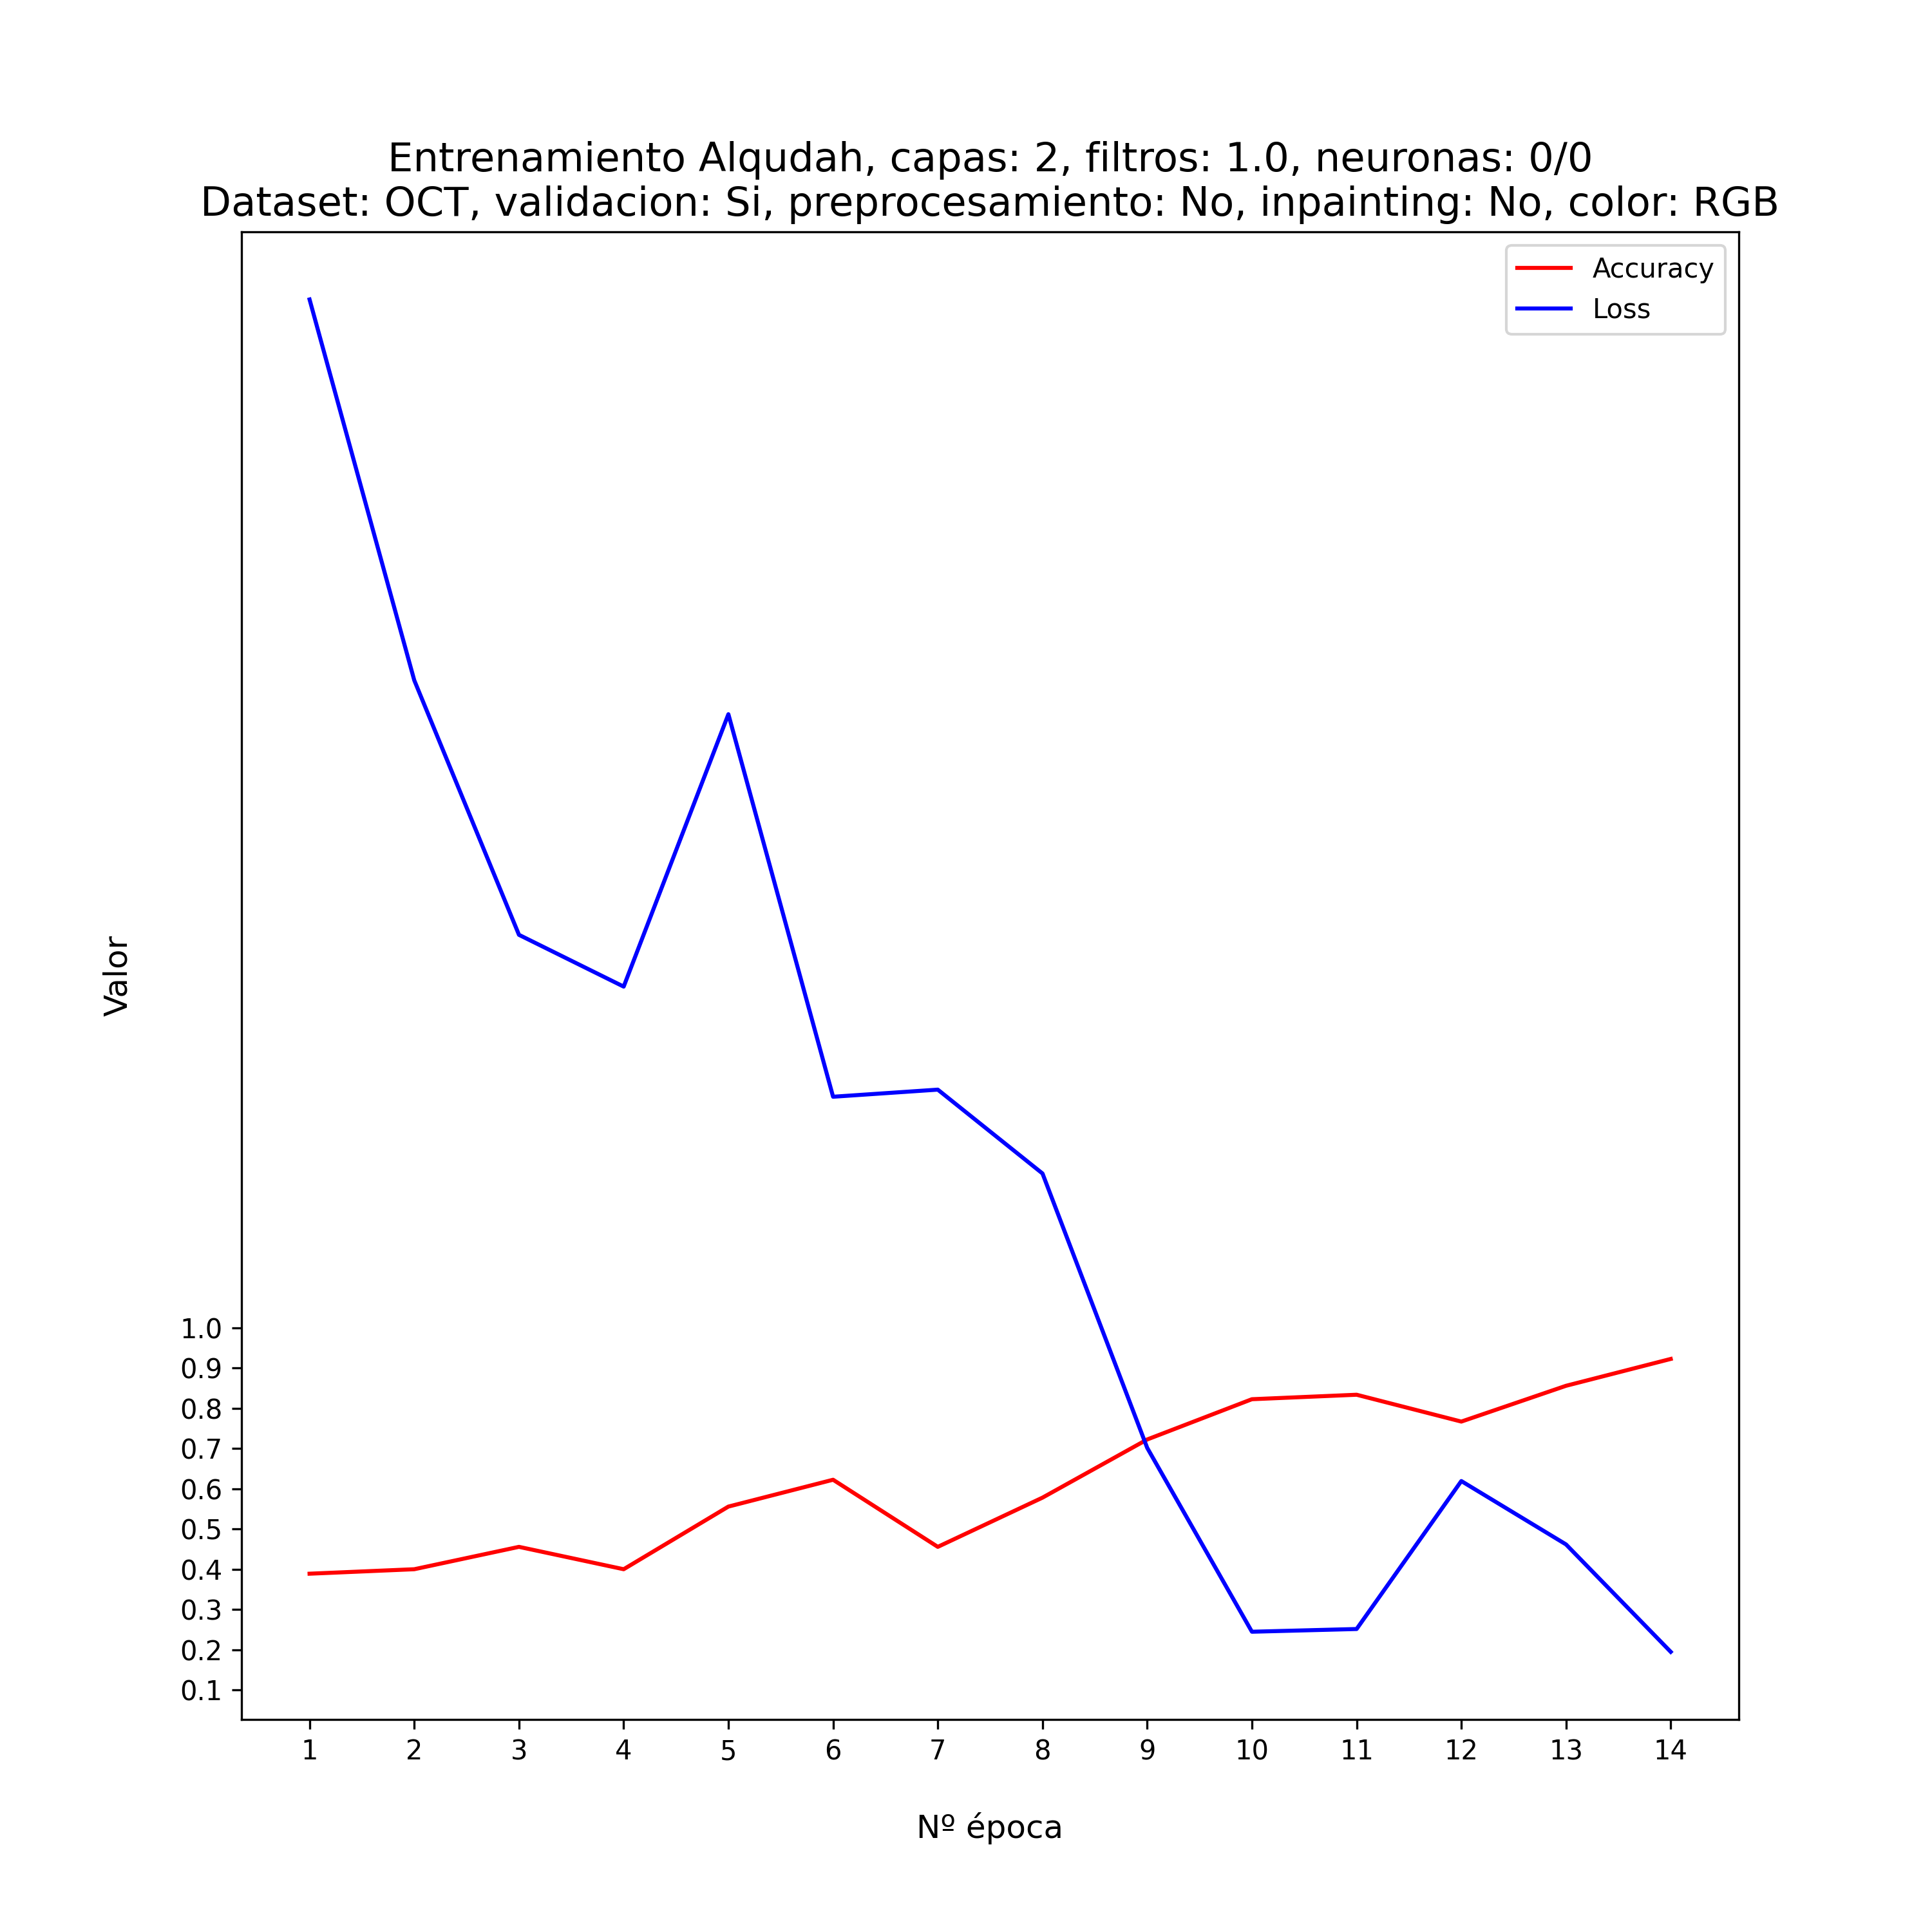 Entrenamiento Alqudah, capas: 2, filtros: 1.0, neuronas: 0/0
Dataset: OCT, validacion: Si, preprocesamiento: No, inpainting: No, color: RGB
Accuracy
Loss
Valor
1.0
0.9
0.8
0.7
0.6
0.5
0.4
0.3
0.2
0.1
1 2 3 4 5 6 7 8 9 10 11 12 13 14
Nº época